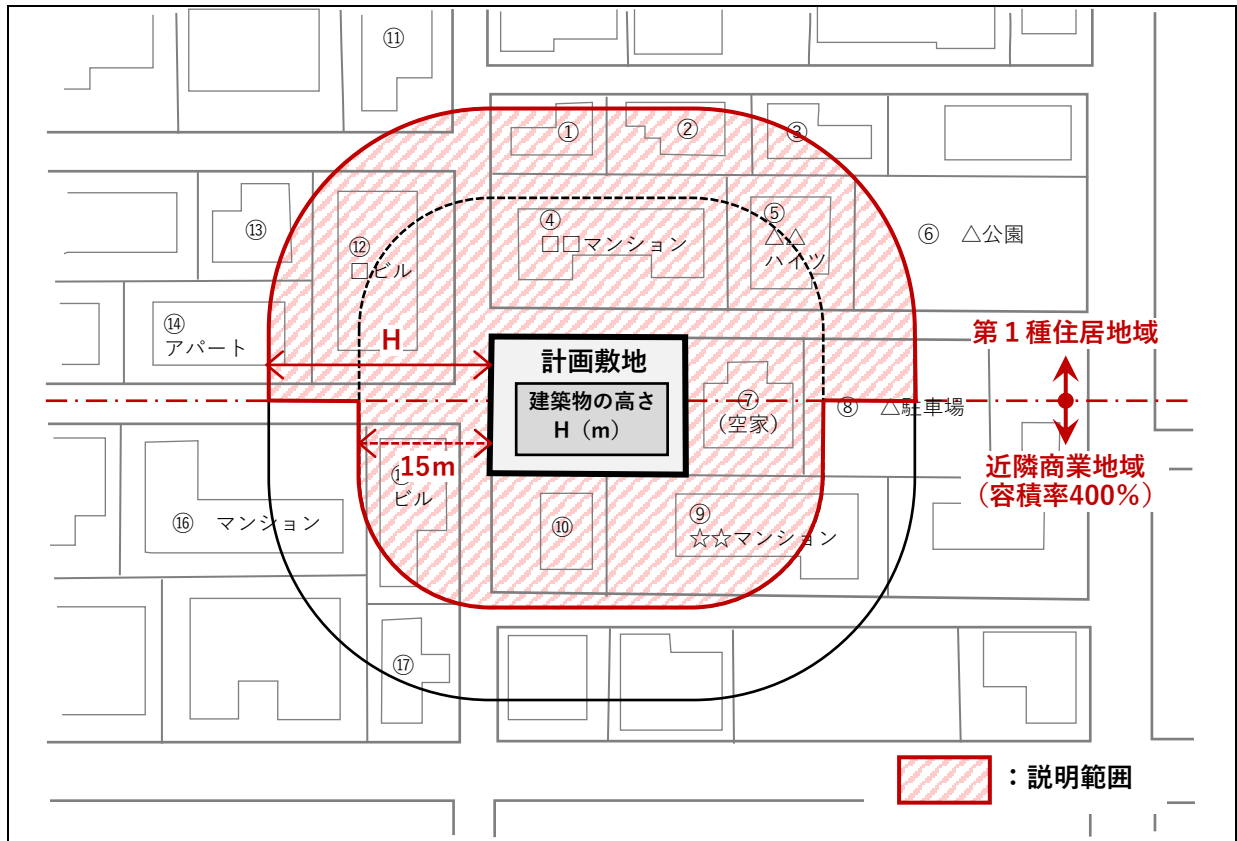 ⑪
①
②
③
⑬
⑫
□ビル
④
□□マンション
⑤
△△
ハイツ
⑥ △公園
⑭
アパート
H
計画敷地
建築物の高さ
H（m）
⑦
（空家）
⑧ △駐車場
第１種住居地域
近隣商業地域
（容積率400％）
15m
ビル
⑯ マンション
⑩
⑨
☆☆マンション
⑰
：説明範囲